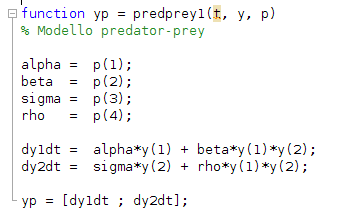 function yp = predprey1(t, y, p)
% Modello predator-prey
alpha = p(1);
beta = p(2);
sigma = p(3);
rho = p(4);
dy1dt = alpha*y(1) + beta*y(1)*y(2);
dy2dt = sigma*y(2) + rho*y(1)*y(2);
yp = [dy1dt ; dy2dt];